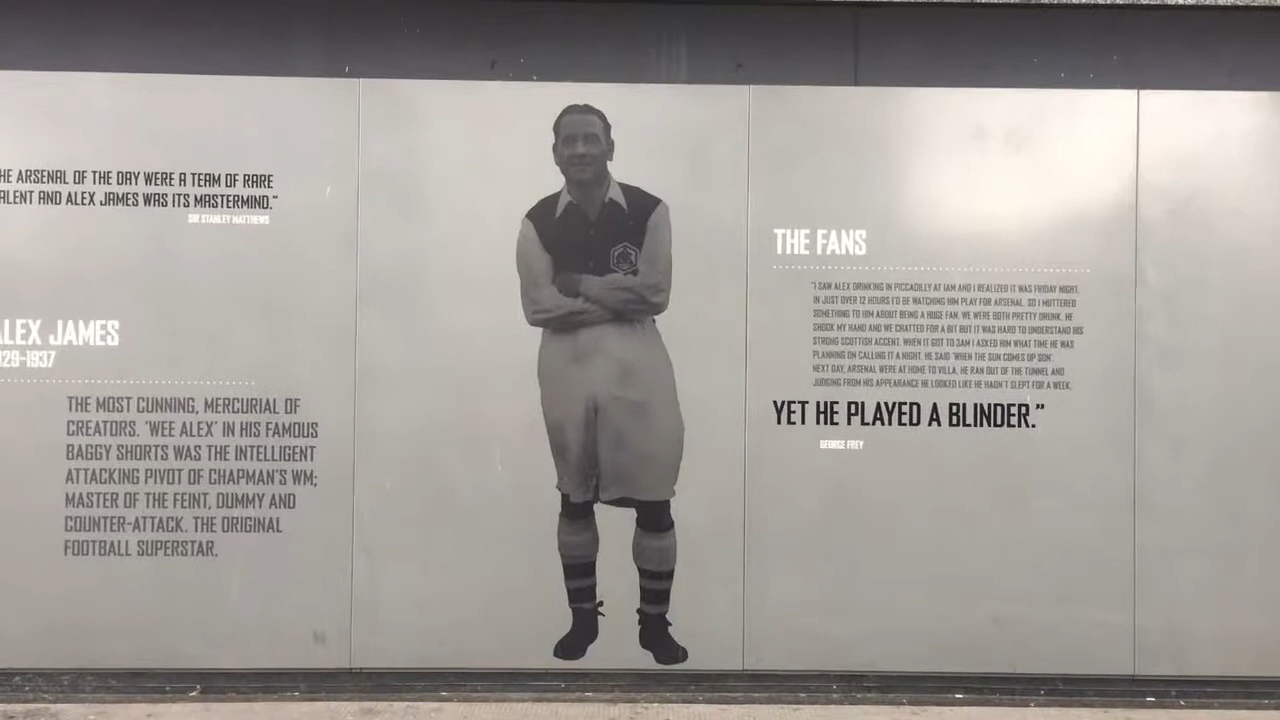 HE ARSENAL OF THE DAY WERE A TEAM OF RARE
ALENT AND ALEX JAMES WAS ITS MASTERMIND."
SIR STANLEY MATTHEWS
ALEX JAMES
29-1937
THE MOST CUNNING, MERCURIAL OF
CREATORS. 'WEE ALEX' IN HIS FAMOUS
BAGGY SHORTS WAS THE INTELLIGENT
ATTACKING PIVOT OF CHAPMAN'S WM;
MASTER OF THE FEINT, DUMMY AND
COUNTER-ATTACK. THE ORIGINAL
FOOTBALL SUPERSTAR.
THE FANS
"I SAW ALEX DRINKING IN PICCADILLY AT 1AM AND I REALIZED IT WAS FRIDAY NIGHT.
IN JUST OVER 12 HOURS I'D BE WATCHING HIM PLAY FOR ARSENAL. SO I MUTTERED
SOMETHING TO HIM ABOUT BEING A HUGE FAN. WE WERE BOTH PRETTY DRUNK. HE
SHOOK MY HAND AND WE CHATTED FOR A BIT BUT IT WAS HARD TO UNDERSTAND HIS
STRONG SCOTTISH ACCENT. WHEN IT GOT TO 3AM I ASKED HIM WHAT TIME HE WAS
PLANNING ON CALLING IT A NIGHT. HE SAID 'WHEN THE SUN COMES UP SON'.
NEXT DAY, ARSENAL WERE AT HOME TO VILLA. HE RAN OUT OF THE TUNNEL AND
JUDGING FROM HIS APPEARANCE HE LOOKED LIKE HE HADN'T SLEPT FOR A WEEK.
YET HE PLAYED A BLINDER."
GEORGE FREY